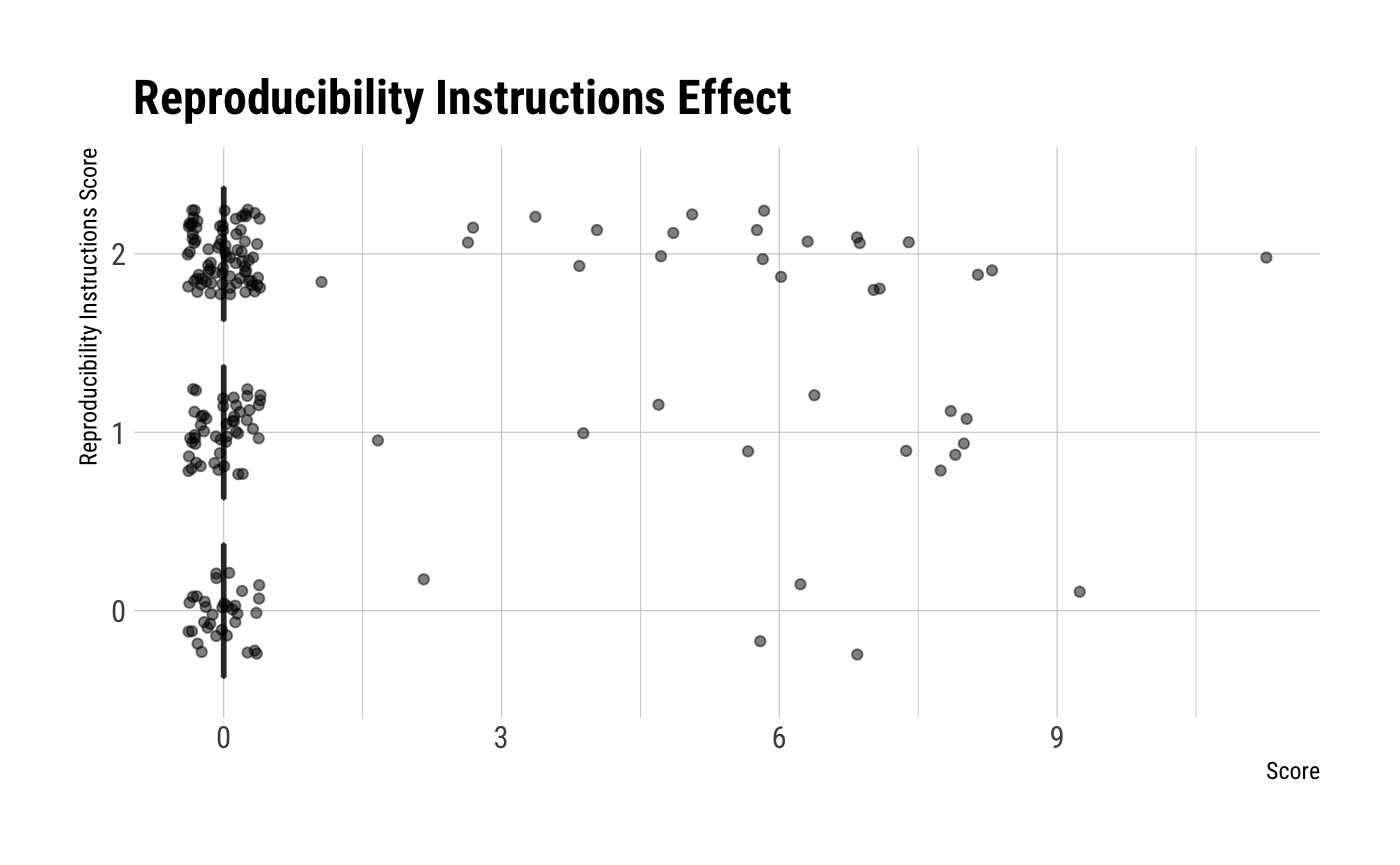 Reproducibility Instructions Effect
Reproducibility Instructions Score
2
1
0
0 3 6 9
Score